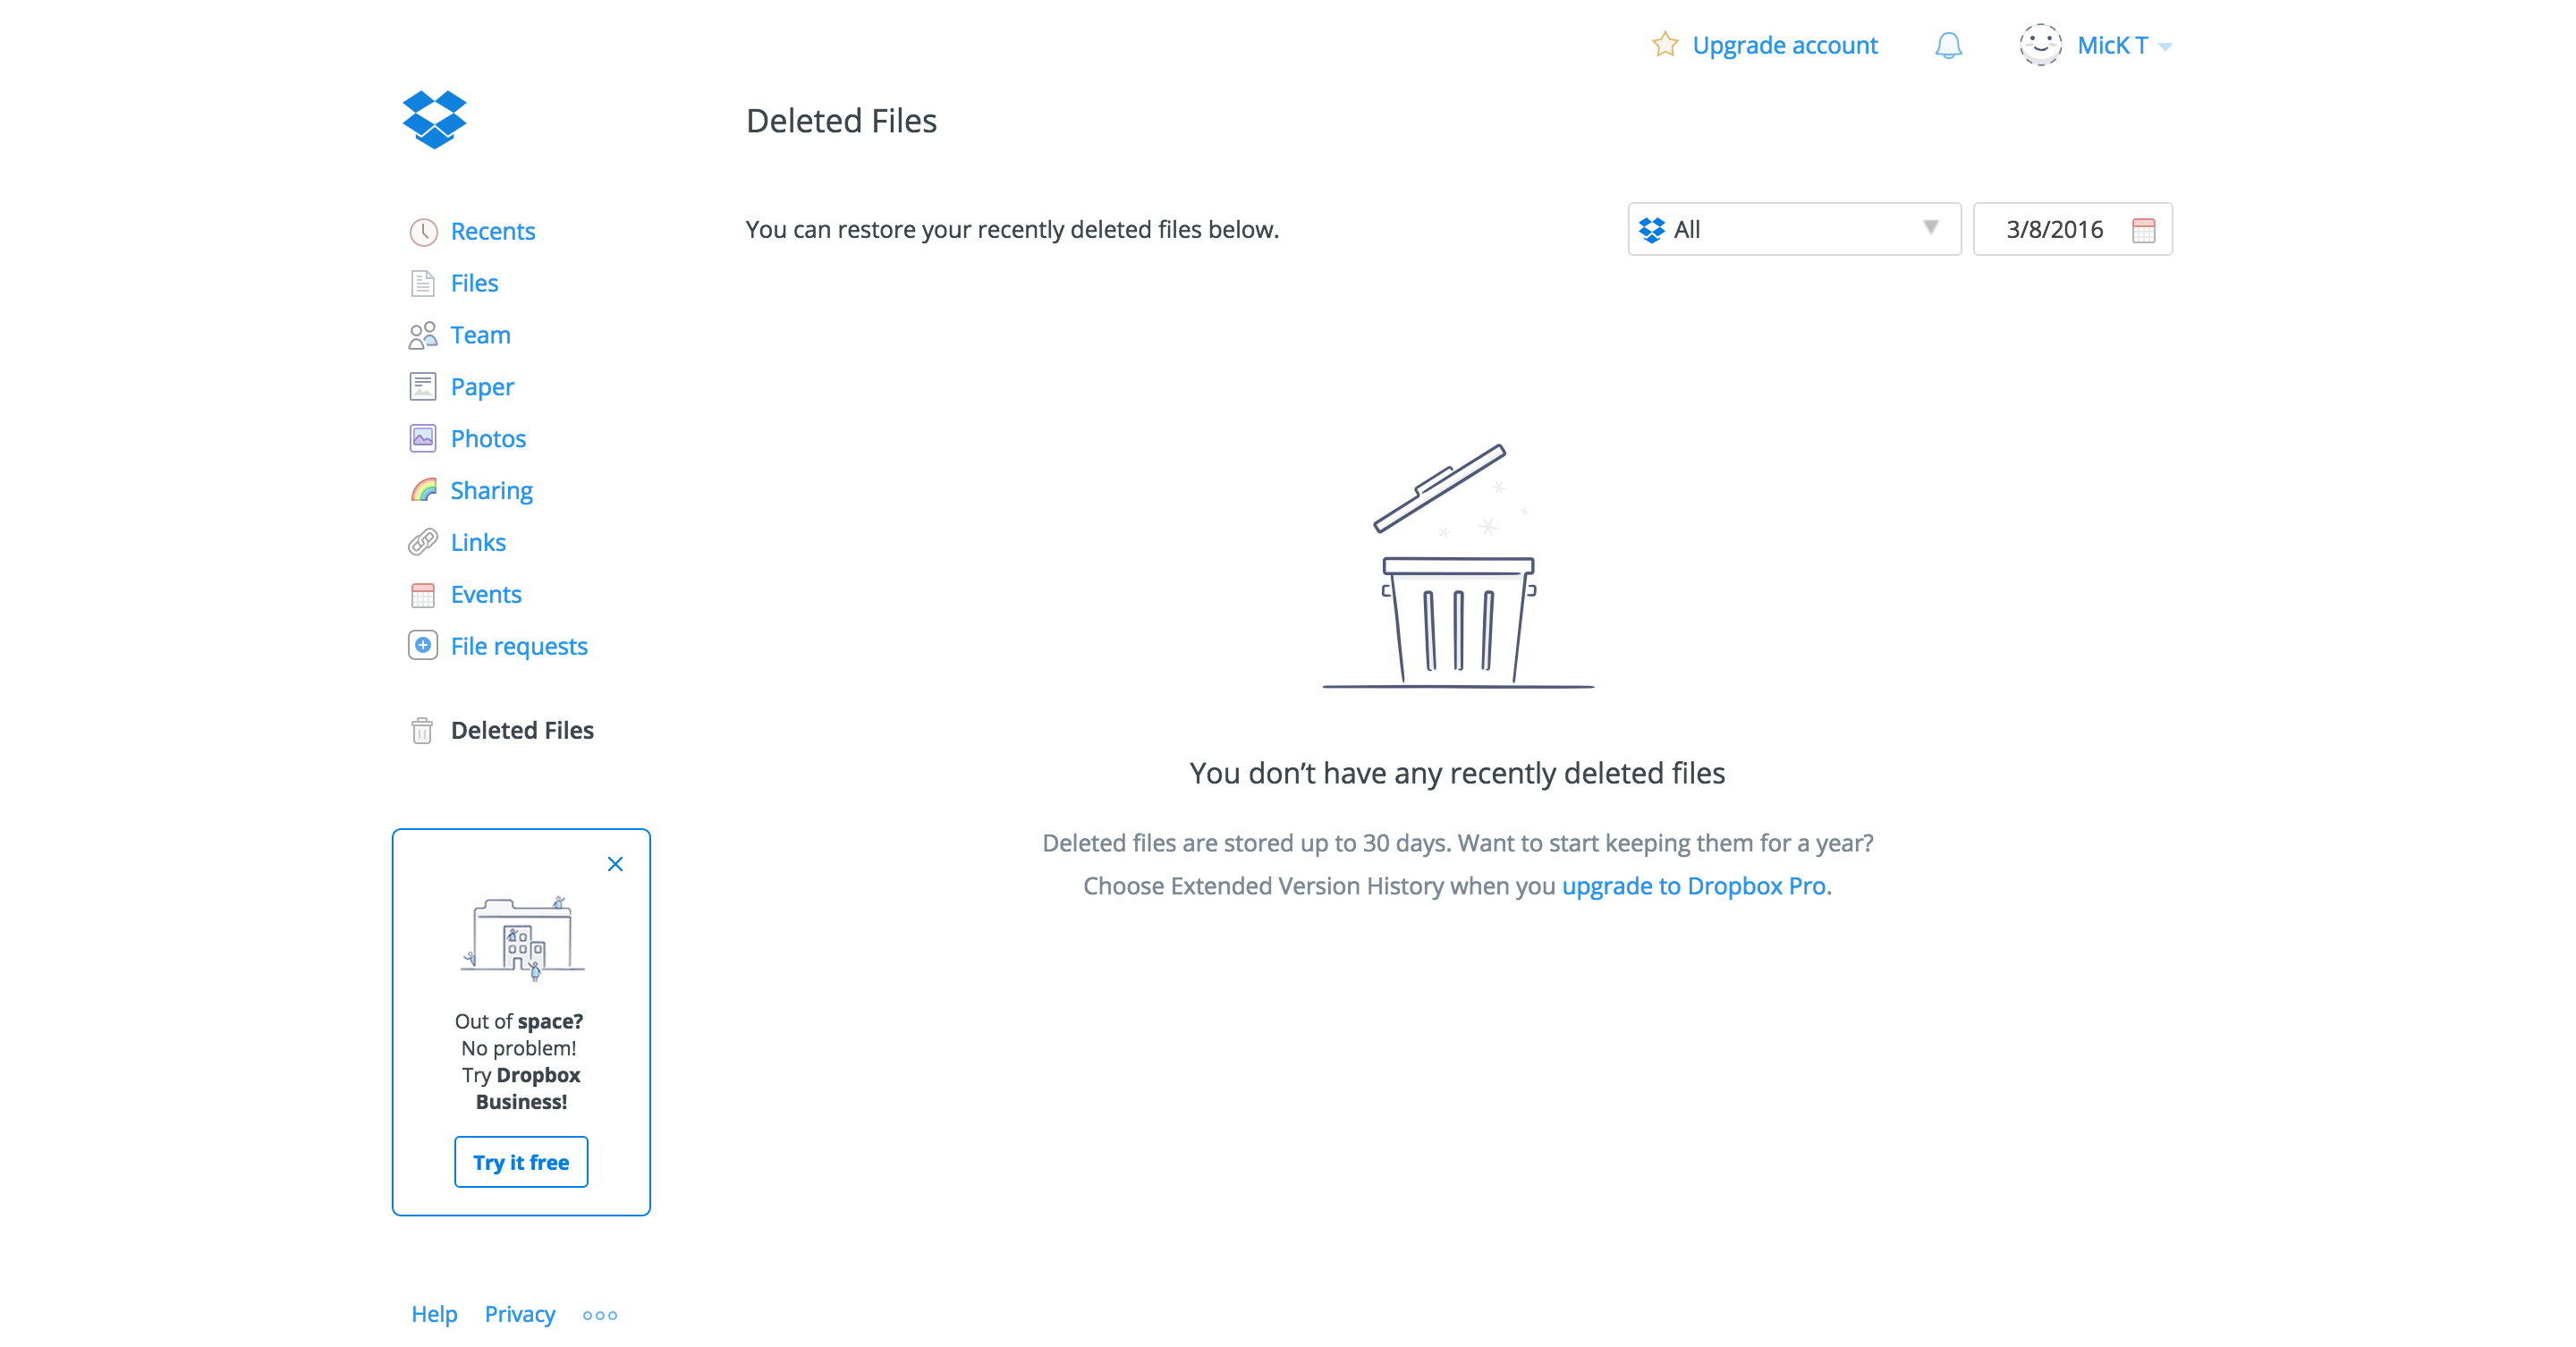 Upgrade account
MicK T
Deleted Files
You can restore your recently deleted files below.
All
3/8/2016
Recents
Files
Team
Paper
Photos
Sharing
Links
Events
File requests
Deleted Files
You don’t have any recently deleted files
Deleted files are stored up to 30 days. Want to start keeping them for a year?
Choose Extended Version History when you upgrade to Dropbox Pro.
Out of space?
No problem!
Try Dropbox
Business!
Try it free
Help Privacy